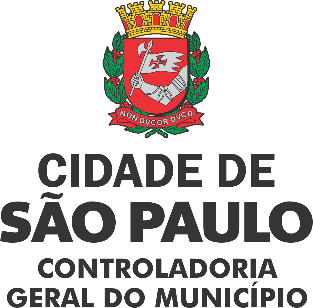 NON DVCOR DVCO
CIDADE DE
SÃO PAULO
CONTROLADORIA
GERAL DO MUNICÍPIO